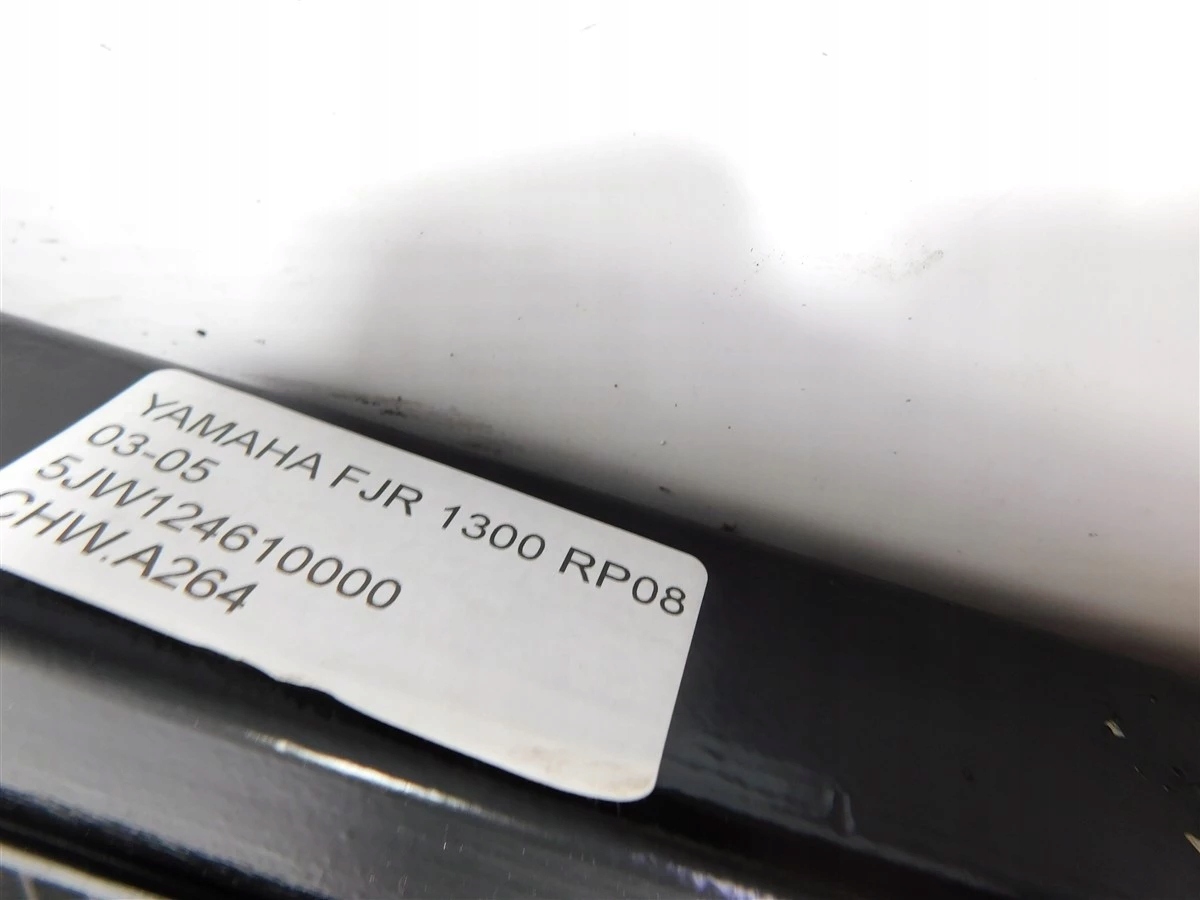 YAMAHA FJR 1300 RP08
03-05
5JW124610000
CHW.A264